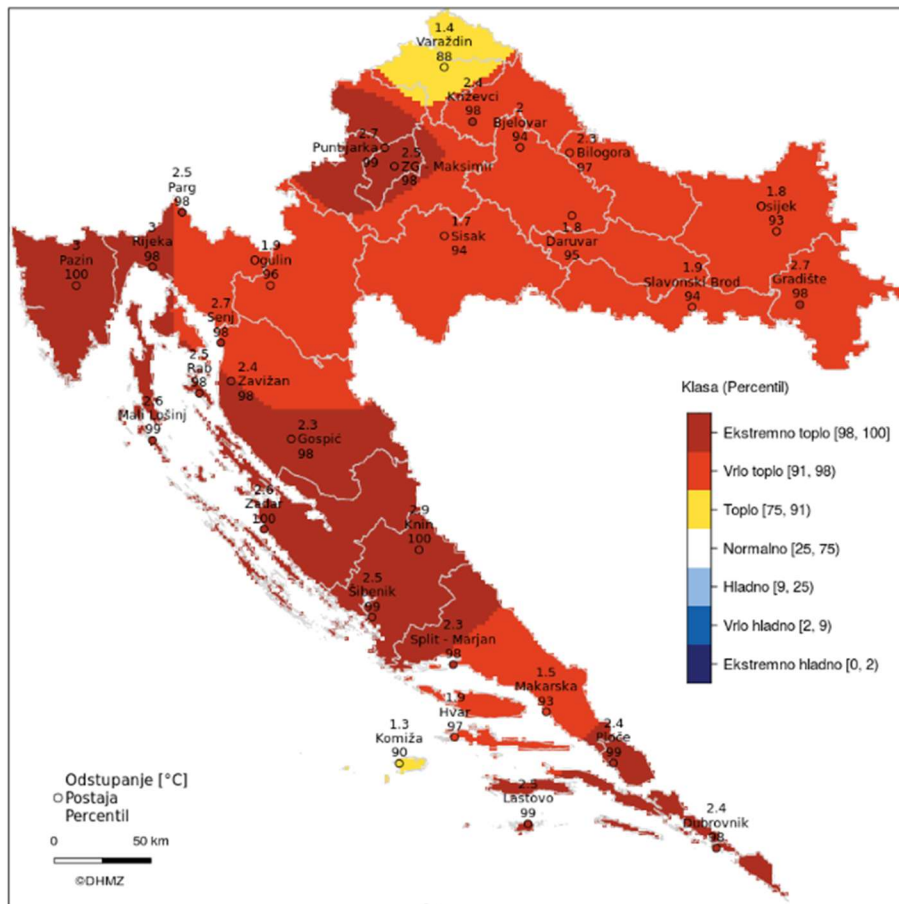 1.4
Varaždin
88
2.4
Križevci
98
2
Bjelovar
94
2.3
Bilogora
97
2.7
Puntijarka
99
2.5
ZG - Maksimir
98
2.5
Parg
98
1.8
Osijek
93
3
Pazin
100
3
Rijeka
98
1.9
Ogulin
96
1.7
Sisak
94
1.8
Daruvar
95
1.9
Slavonski Brod
94
2.7
Gradište
98
2.7
Senj
98
2.5
Rab
98
2.4
Zavižan
98
2.6
Mali Lošinj
99
2.3
Gospić
98
2.6
Zadar
100
2.9
Knin
100
2.5
Šibenik
99
2.3
Split - Marjan
98
1.5
Makarska
93
1.9
Hvar
97
1.3
Komiža
90
2.4
Ploče
99
Lastovo
99
2.4
Dubrovnik
98
Klasa (Percentil)
Ekstremno toplo [98, 100]
Vrlo toplo [91, 98)
Toplo [75, 91)
Normalno [25, 75)
Hladno [9, 25)
Vrlo hladno [2, 9)
Ekstremno hladno [0, 2)
Odstupanje [°C]
Postaja
Percentil
0 50 km
©DHMZ